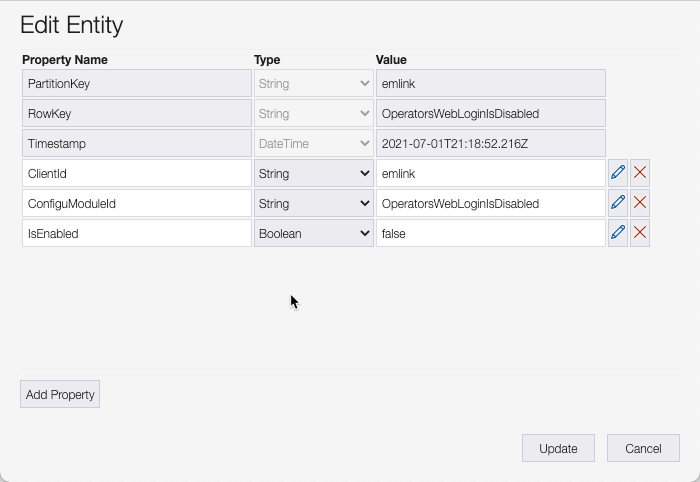 Edit Entity
Property Name Type Value
PartitionKey String emlink
RowKey String OperatorsWebLoginIsDisabled
Timestamp DateTime 2021-07-01T21:18:52.216Z
ClientId String emlink
ConfiguModuleId String OperatorsWebLoginIsDisabled
IsEnabled Boolean false
Add Property
Update Cancel